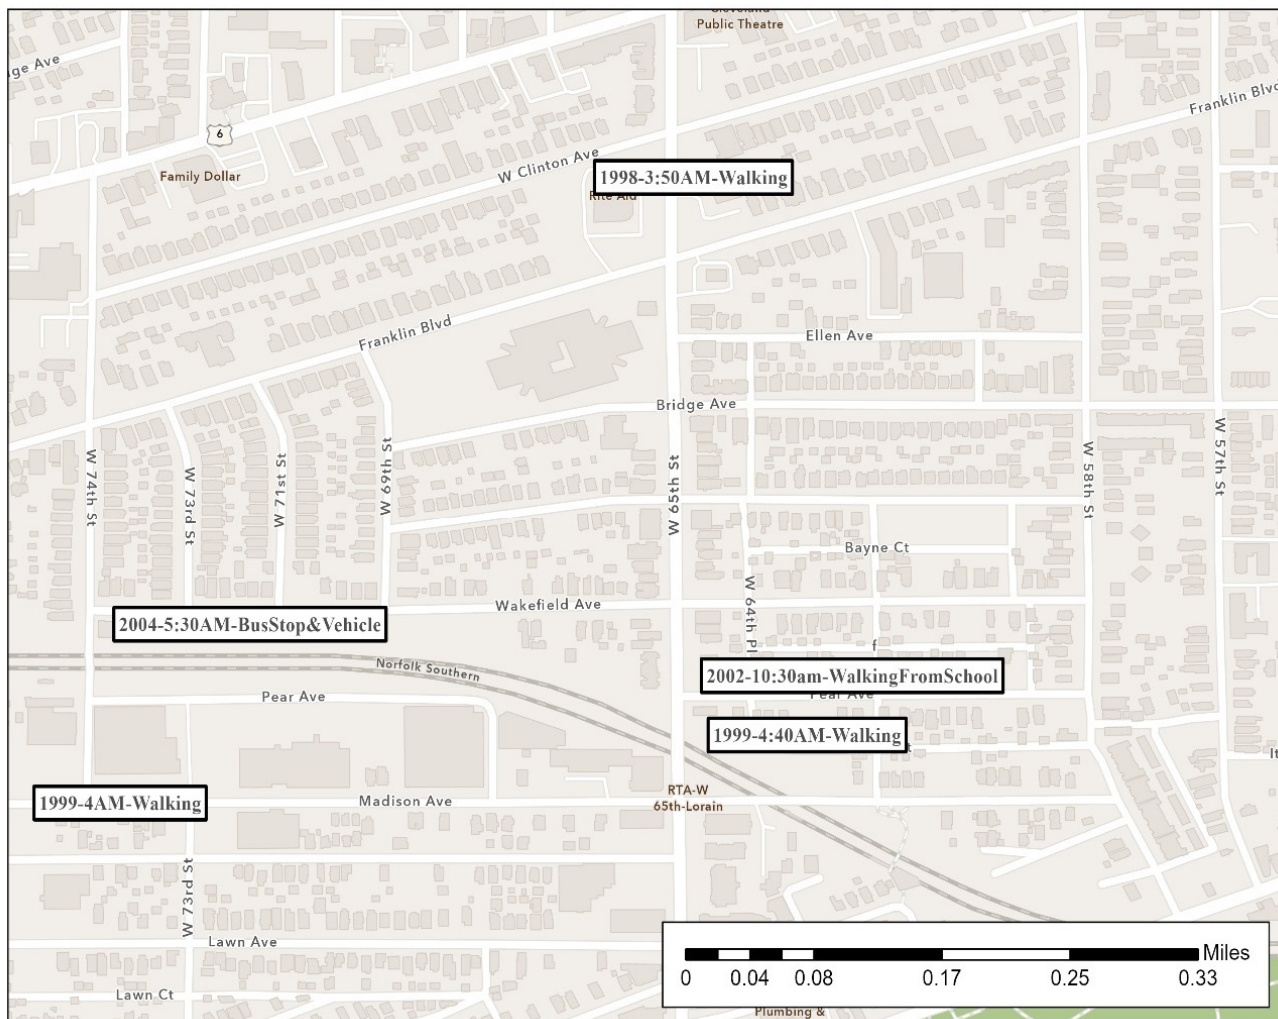 Cleveland
Public Theatre
ge Ave
Franklin Blvd
6
Family Dollar
W Clinton Ave
1998-3:50AM-Walking
Rite Aid
Franklin Blvd
Ellen Ave
Bridge Ave
W 74th St
W 73rd St
W 71st St
W 69th St
W 65th St
W 58th St
W 57th St
Bayne Ct
W 64th Pl
Wakefield Ave
2004-5:30AM-BusStop&Vehicle
f
Norfolk Southern
2002-10:30am-WalkingFromSchool
Pear Ave
Pear Ave
1999-4:40AM-Walking
t
It
1999-4AM-Walking
Madison Ave
RTA-W
65th-Lorain
W 73rd St
Lawn Ave
Lawn Ct
Miles
0 0.04 0.08 0.17 0.25 0.33
Plumbing &